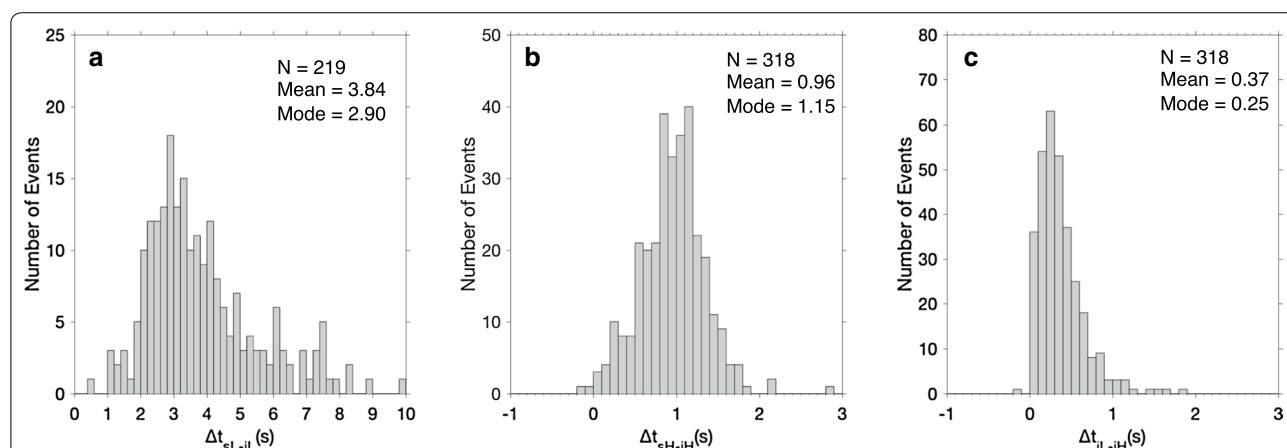 a
N = 219
Mean = 3.84
Mode = 2.90
Number of Events
25
20
15
10
5
0
0 1 2 3 4 5 6 7 8 9 10
Δt (s)
b
N = 318
Mean = 0.96
Mode = 1.15
Number of Events
50
40
30
20
10
0
-1 0 1 2 3
Δt (s)
c
N = 318
Mean = 0.37
Mode = 0.25
Number of Events
80
70
60
50
40
30
20
10
0
-1 0 1 2 3
Δt (s)